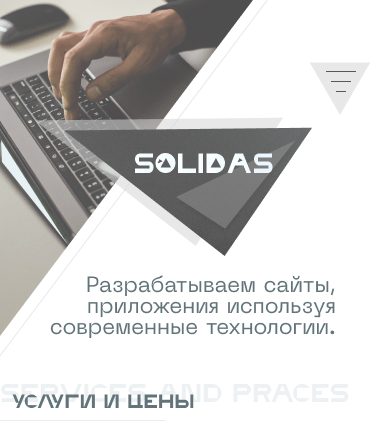 SOLIDAS
Разрабатываем сайты,
приложения используя
современные технологии.
SERVICES AND PRACES
УСЛУГИ И ЦЕНЫ